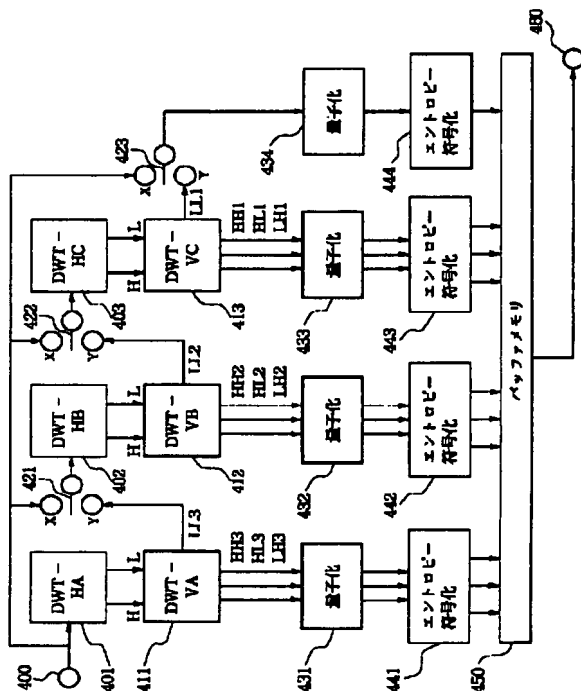 400
DWT-
HA
401
H
L
DWT-
VA
411
LL3
HH3
HL3
LH3
量子化
431
エントロピー
符号化
441
X
421
Y
DWT-
HB
402
H
L
DWT-
VB
412
LL2
HH2
HL2
LH2
量子化
432
エントロピー
符号化
442
X
422
Y
DWT-
HC
403
H
L
DWT-
VC
413
LL1
HH1
HL1
LH1
量子化
433
エントロピー
符号化
443
X
423
Y
量子化
434
エントロピー
符号化
444
バッファメモリ
450
480